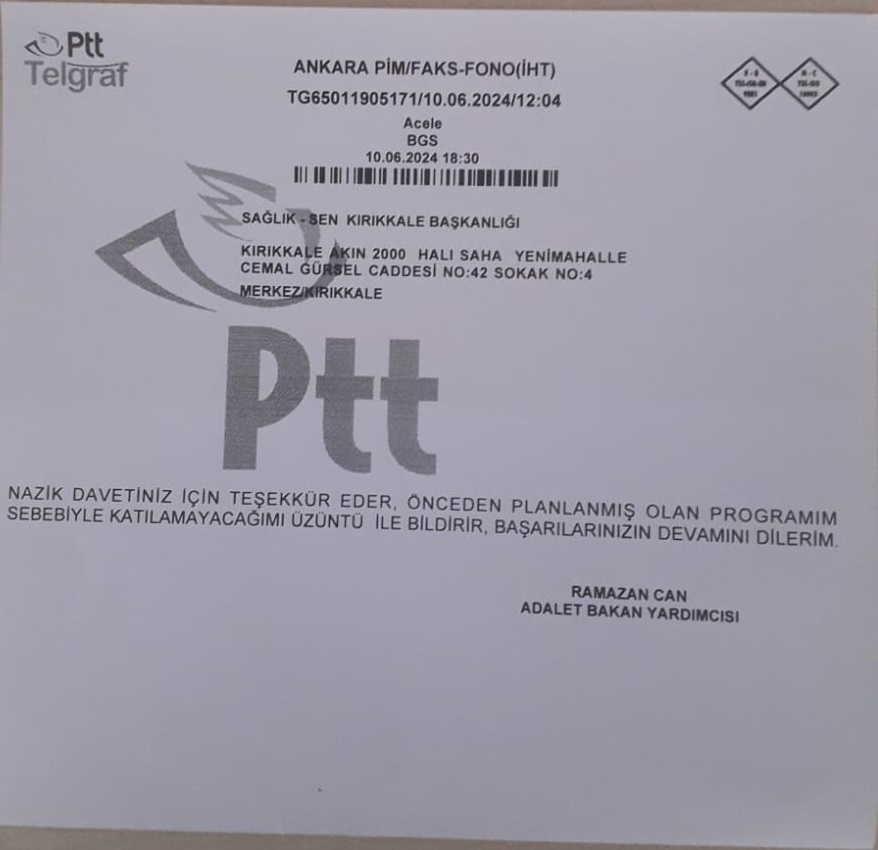 Ptt
Telgraf
ANKARA PİM/FAKS-FONO(İHT)
TG65011905171/10.06.2024/12:04
Acele
BGS
10.06.2024 18:30
SAĞLIK - SEN KIRIKKALE BAŞKANLIĞI
KIRIKKALE AKIN 2000 HALI SAHA YENİMAHALLE
CEMAL GÜRSEL CADDESİ NO:42 SOKAK NO:4
MERKEZ/KIRIKKALE
Ptt
NAZİK DAVETİNİZ İÇİN TEŞEKKÜR EDER, ÖNCEDEN PLANLANMIŞ OLAN PROGRAMIM
SEBEBİYLE KATILAMAYACAĞIMI ÜZÜNTÜ İLE BİLDİRİR, BAŞARILARINIZIN DEVAMINI DİLERİM.
RAMAZAN CAN
ADALET BAKAN YARDIMCISI